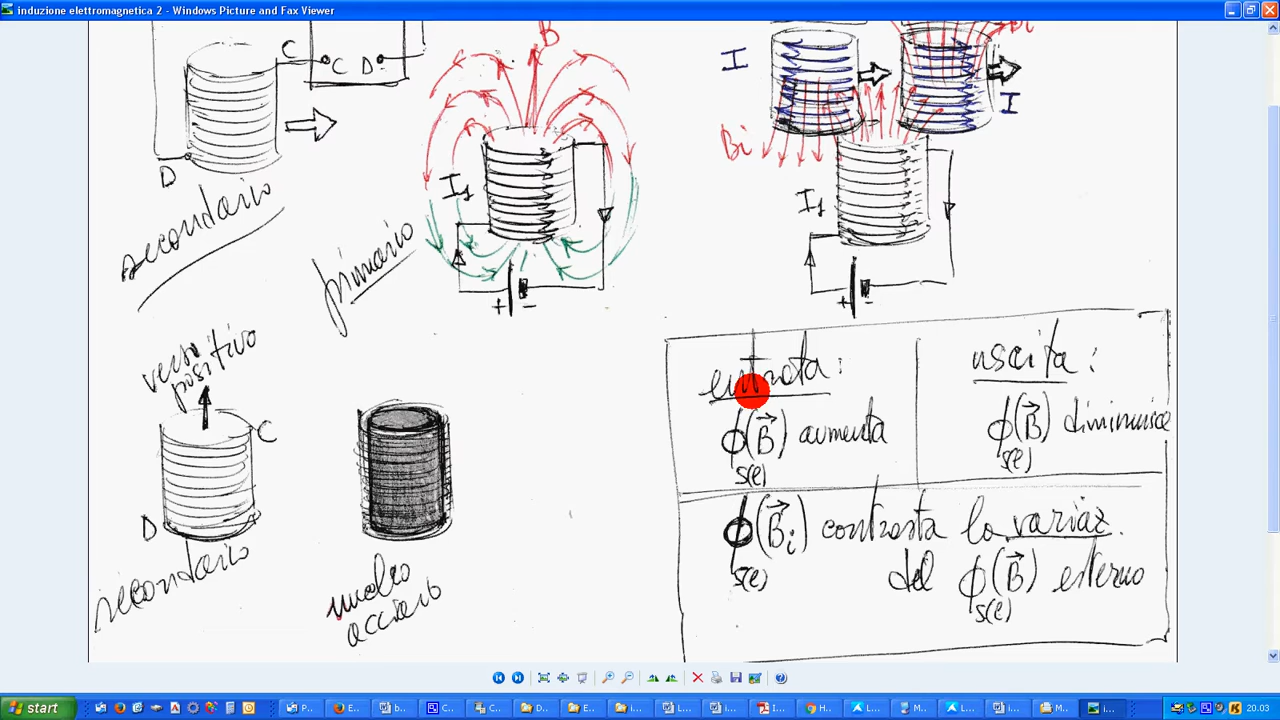 induzione elettromagnetica 2 - Windows Picture and Fax Viewer
C
C D
D
secondario
B
I1
+ -
primario
I
I
Bi
Bi
I1
+ -
verso
positivo
C
D
secondario
nucleo
acciaio
entrata:
ϕ(B⃗) aumenta
S(e)
uscita:
ϕ(B⃗) diminuisce
S(e)
ϕ(B⃗i) contrasta la variaz.
S(e)
del ϕ(B⃗) esterno
S(e)
start
20.03